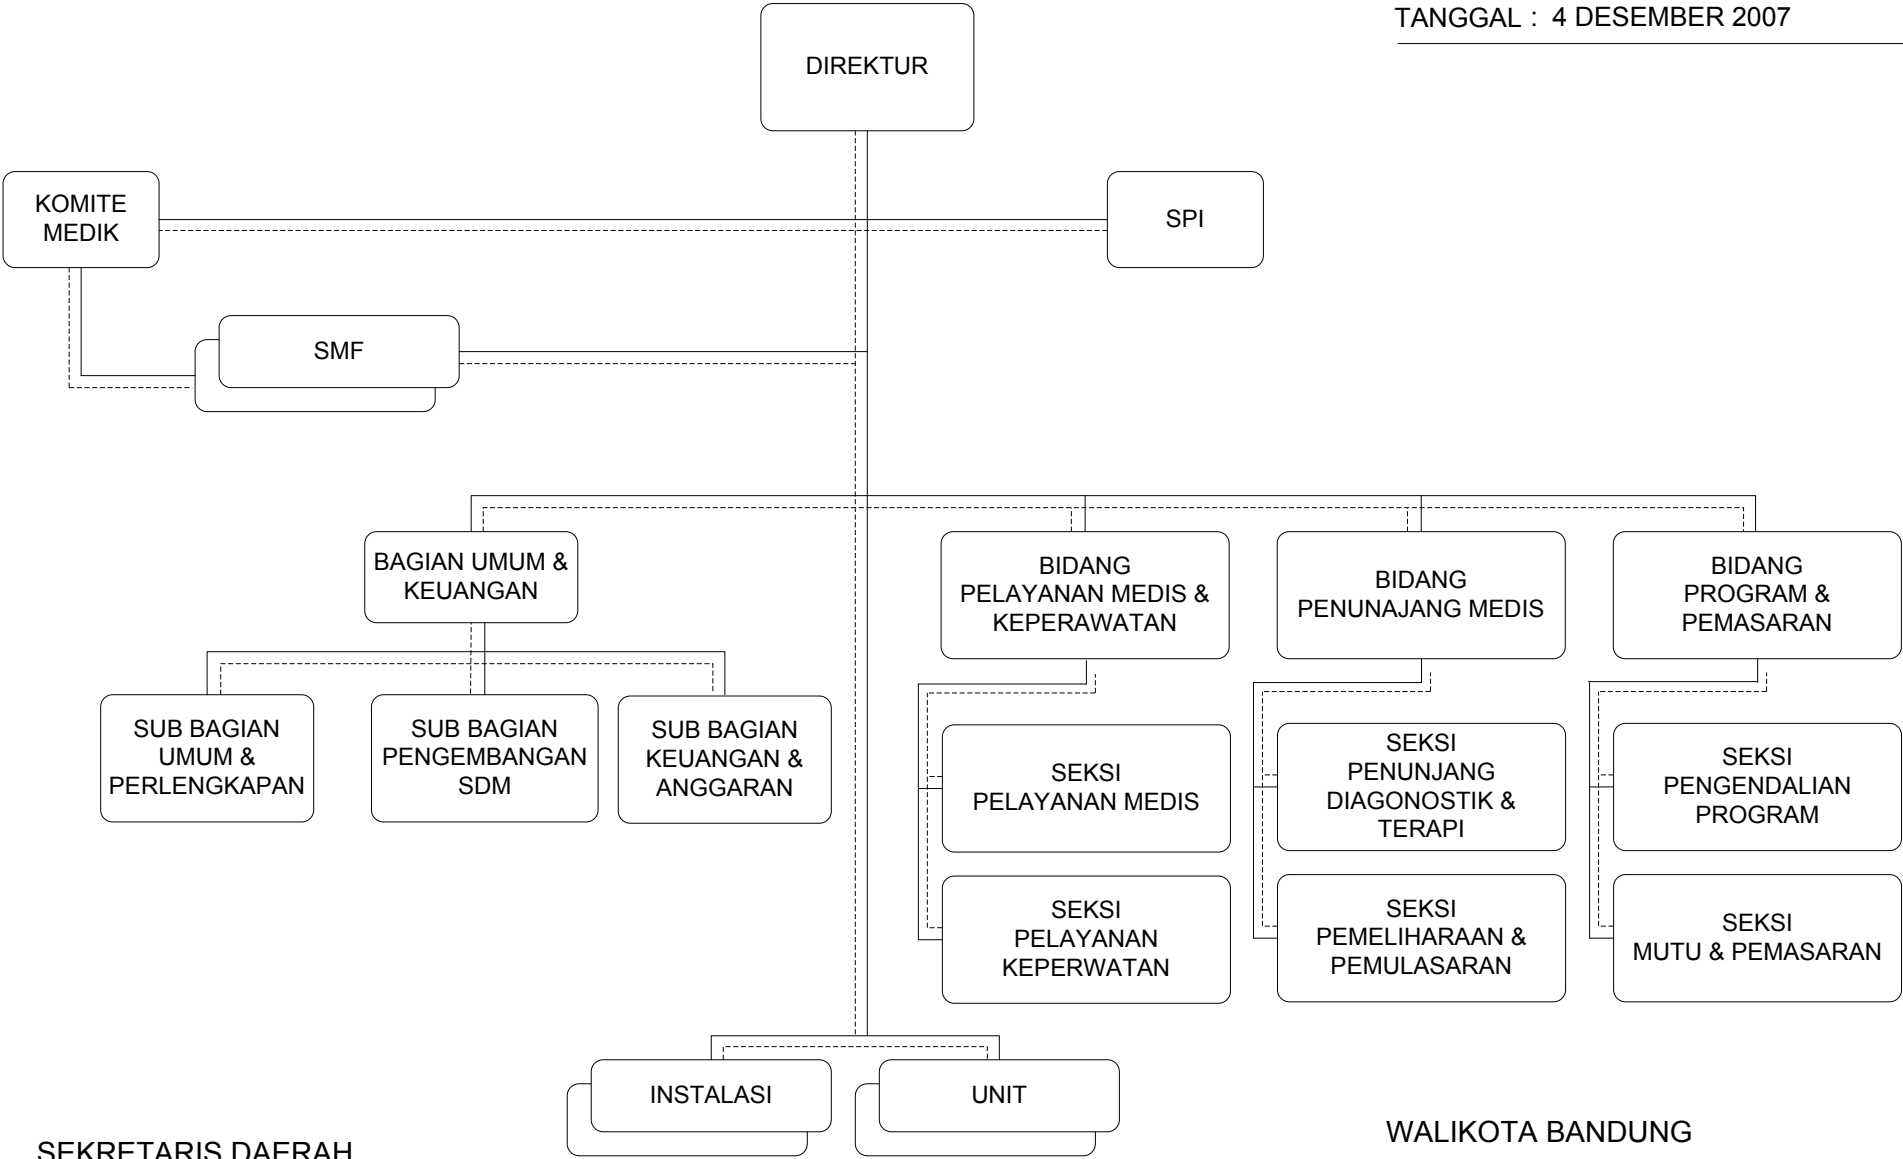 TANGGAL : 4 DESEMBER 2007
DIREKTUR
KOMITE
MEDIK
SPI
SMF
BAGIAN UMUM &
KEUANGAN
BIDANG
PELAYANAN MEDIS &
KEPERAWATAN
BIDANG
PENUNAJANG MEDIS
BIDANG
PROGRAM &
PEMASARAN
SUB BAGIAN
UMUM &
PERLENGKAPAN
SUB BAGIAN
PENGEMBANGAN
SDM
SUB BAGIAN
KEUANGAN &
ANGGARAN
SEKSI
PELAYANAN MEDIS
SEKSI
PENUNJANG
DIAGONOSTIK &
TERAPI
SEKSI
PENGENDALIAN
PROGRAM
SEKSI
PELAYANAN
KEPERWATAN
SEKSI
PEMELIHARAAN &
PEMULASARAN
SEKSI
MUTU & PEMASARAN
INSTALASI
UNIT
SEKRETARIS DAERAH
WALIKOTA BANDUNG